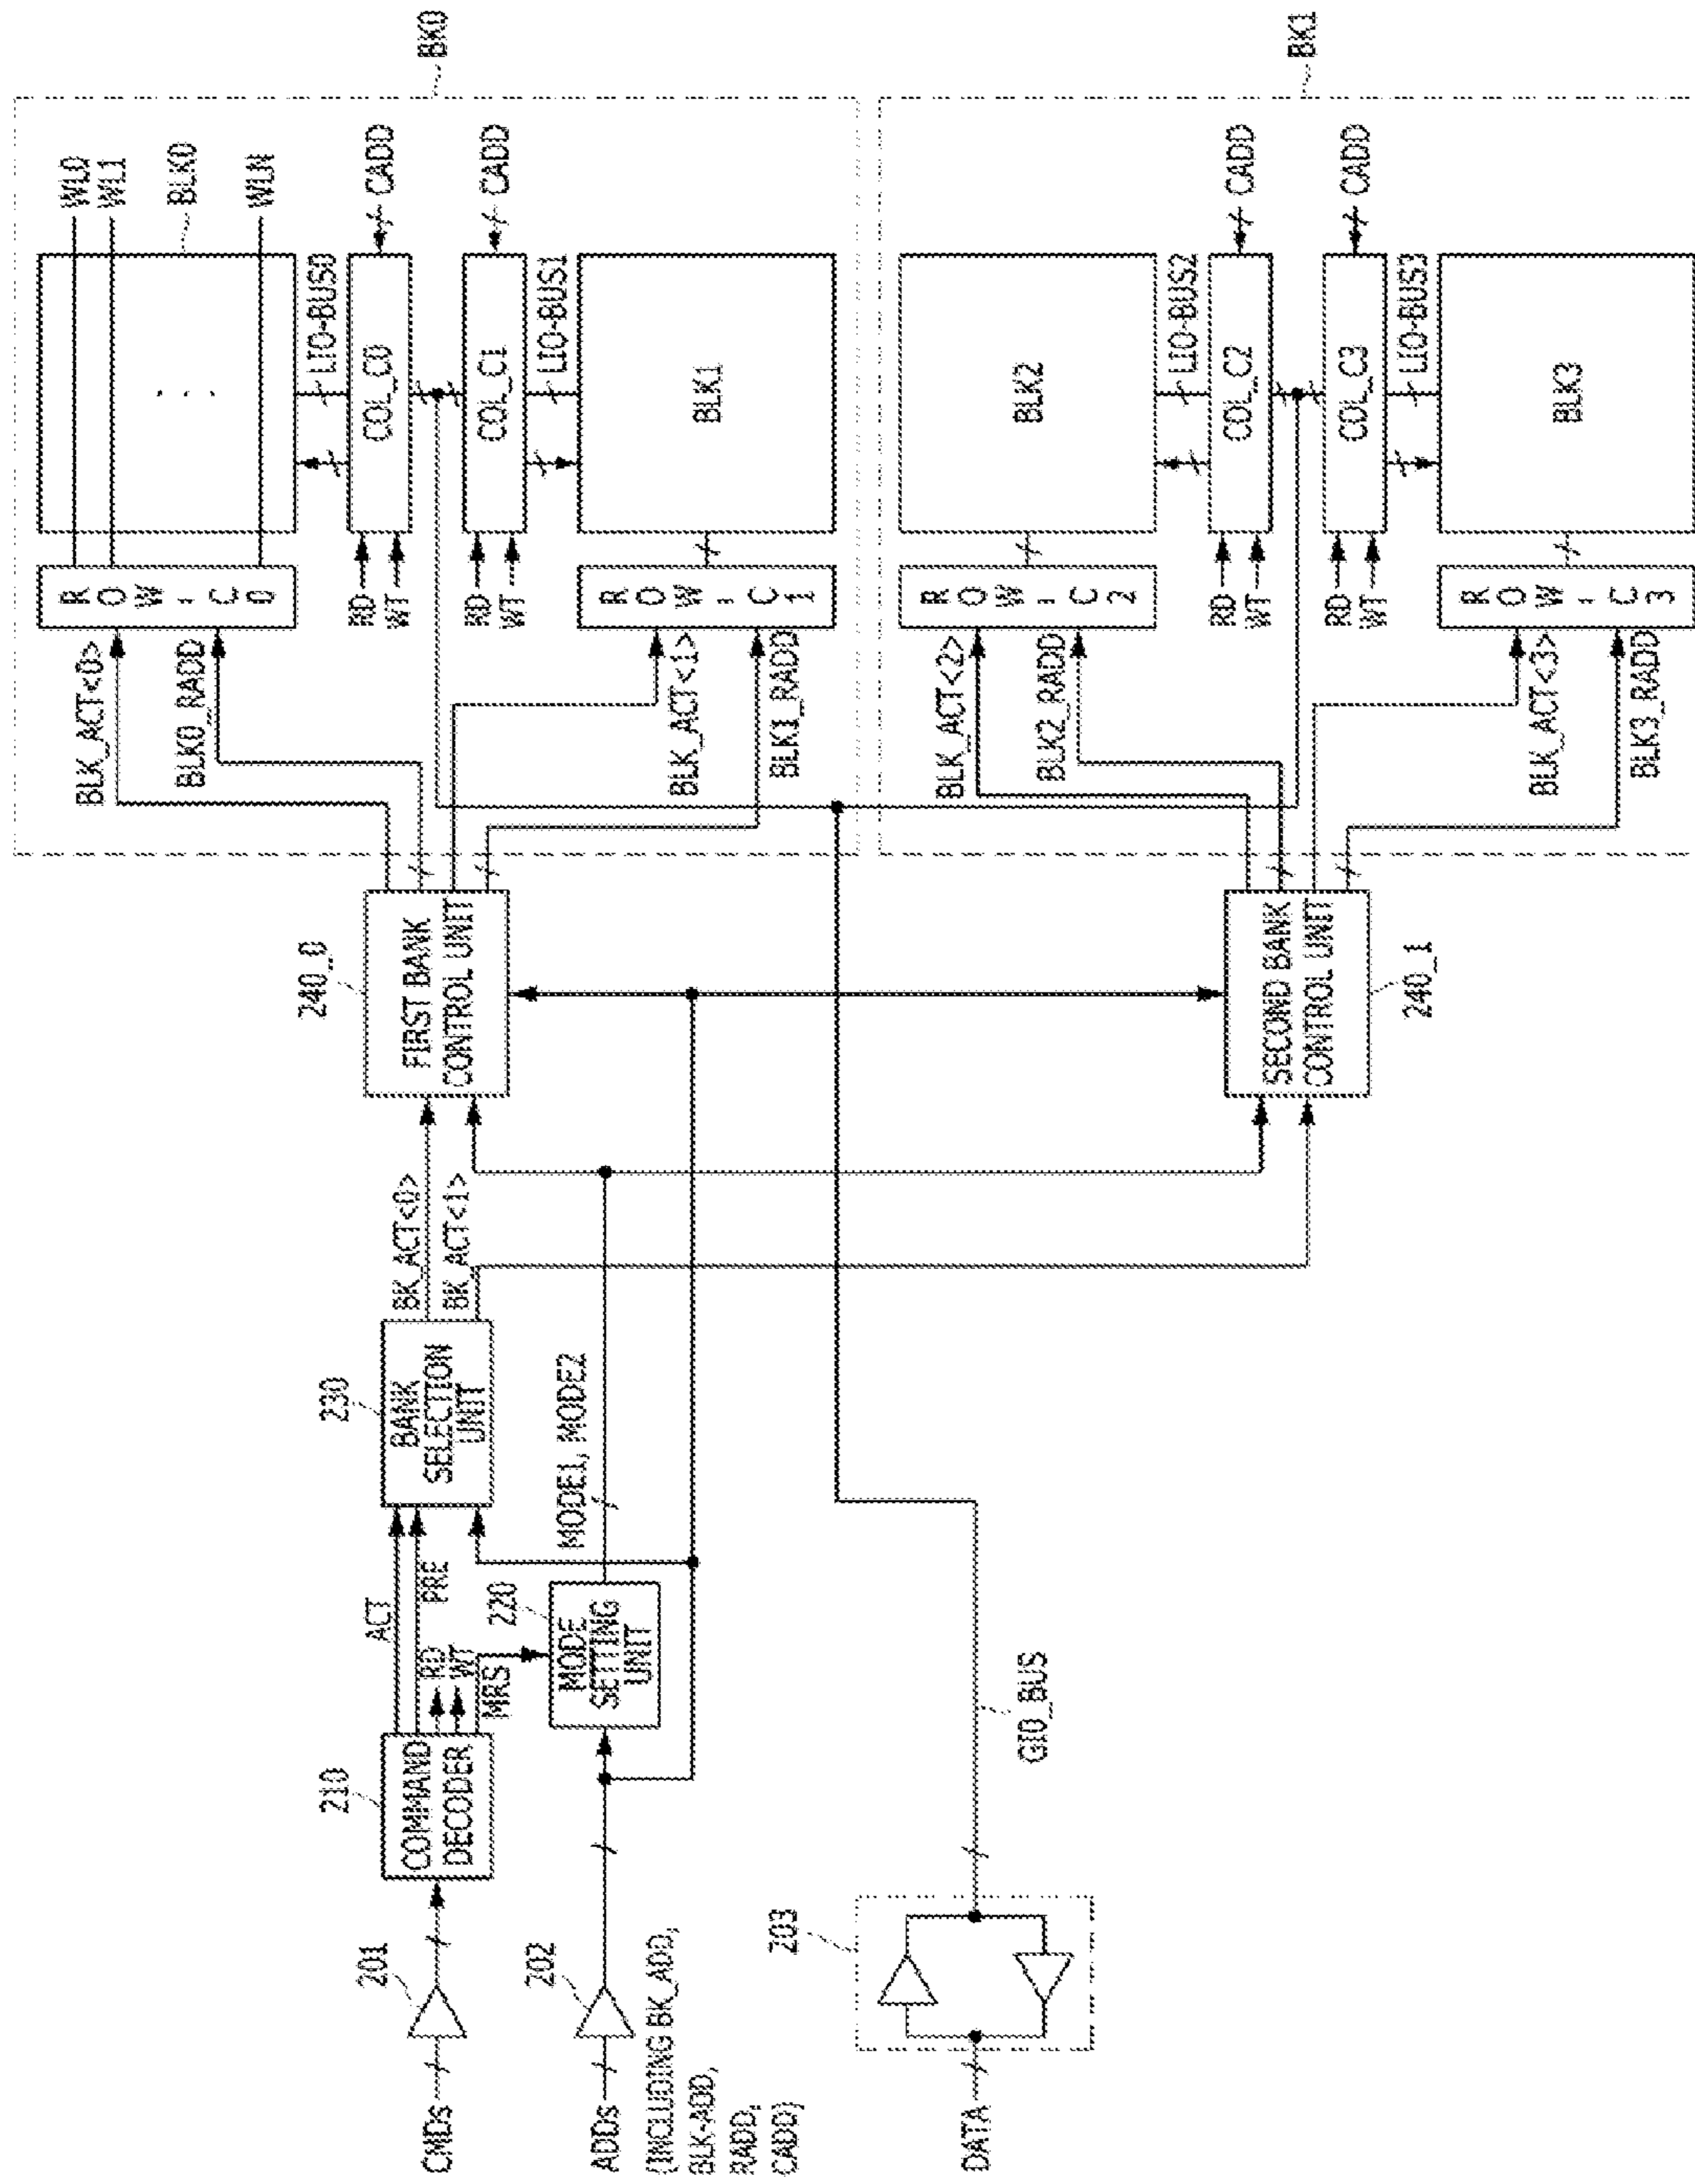 CMDs
201
210
COMMAND
DECODER
ACT
PRE
RD
WT
MRS
230
BANK
SELECTION
UNIT
BK_ACT<0>
BK_ACT<1>
ADDs
(INCLUDING BK_ADD,
BLK-ADD,
RADD,
CADD)
202
220
MODE
SETTING
UNIT
MODE1, MODE2
DATA
203
GIO_BUS
240_0
FIRST BANK
CONTROL UNIT
240_1
SECOND BANK
CONTROL UNIT
BK0
BLK_ACT<0>
BLK0_RADD
ROW_C0
WL0
WL1
BLK0
WLN
...
LIO-BUS0
RD
WT
COL_C0
CADD
RD
WT
COL_C1
CADD
LIO-BUS1
BLK_ACT<1>
BLK1_RADD
ROW_C1
BLK1
BK1
BLK_ACT<2>
BLK2_RADD
ROW_C2
BLK2
LIO-BUS2
RD
WT
COL_C2
CADD
RD
WT
COL_C3
CADD
LIO-BUS3
BLK_ACT<3>
BLK3_RADD
ROW_C3
BLK3